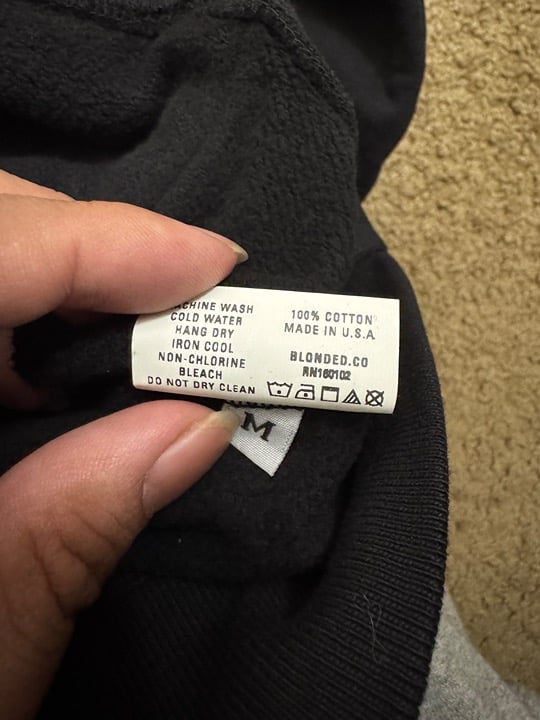 MACHINE WASH
COLD WATER
HANG DRY
IRON COOL
NON-CHLORINE
BLEACH
DO NOT DRY CLEAN
100% COTTON
MADE IN U.S.A
BLONDED.CO
RN160102
M